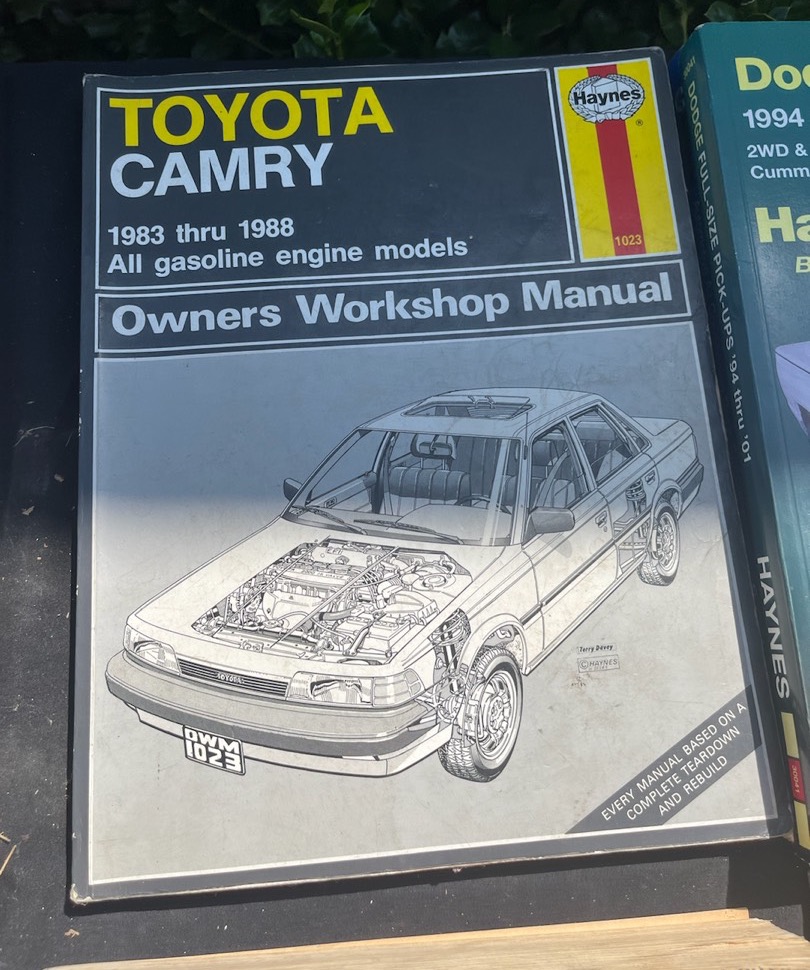 TOYOTA
CAMRY
1983 thru 1988
All gasoline engine models
Haynes
®
1023
Owners Workshop Manual
TOYOTA
OWM
1023
Terry Davey
© HAYNES
EVERY MANUAL BASED ON A
COMPLETE TEARDOWN
AND REBUILD
DODGE FULL-SIZE PICK-UPS '94 thru '01
HAYNES
Do
1994
2WD &
Cumm
Ha
B